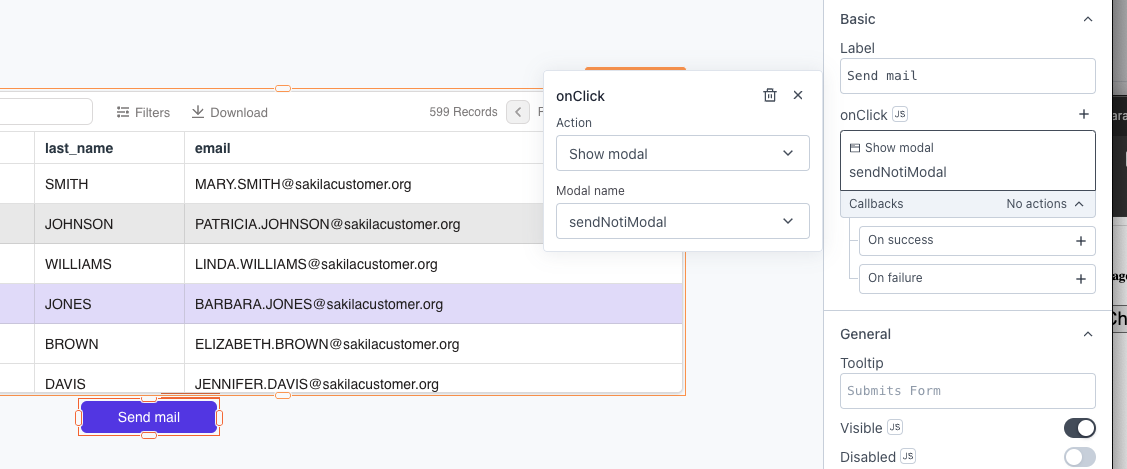 Filters
Download
599 Records
last_name
email
SMITH
MARY.SMITH@sakilacustomer.org
JOHNSON
PATRICIA.JOHNSON@sakilacustomer.org
WILLIAMS
LINDA.WILLIAMS@sakilacustomer.org
JONES
BARBARA.JONES@sakilacustomer.org
BROWN
ELIZABETH.BROWN@sakilacustomer.org
DAVIS
JENNIFER.DAVIS@sakilacustomer.org
Send mail
onClick
Action
Show modal
Modal name
sendNotiModal
Basic
Label
Send mail
onClick JS
Show modal
sendNotiModal
Callbacks
No actions
On success
On failure
General
Tooltip
Submits Form
Visible JS
Disabled JS